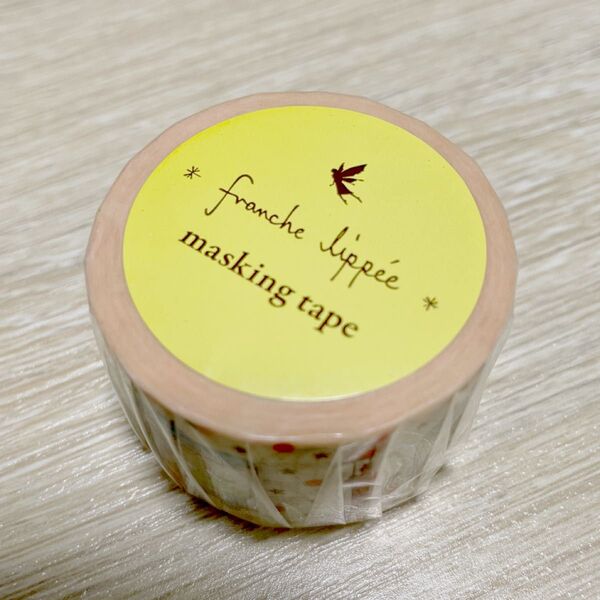 * franche lippée *
masking tape